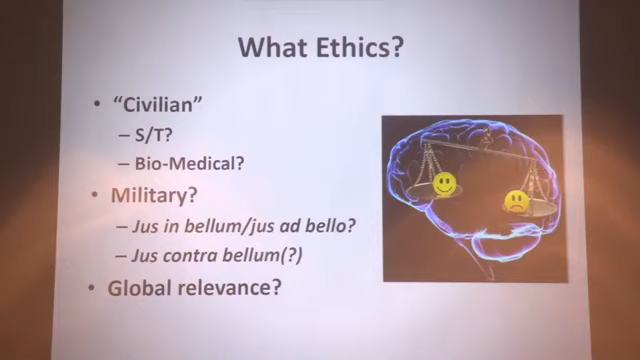 What Ethics?
• “Civilian”
– S/T?
– Bio-Medical?
• Military?
– Jus in bellum/jus ad bello?
– Jus contra bellum(?)
• Global relevance?